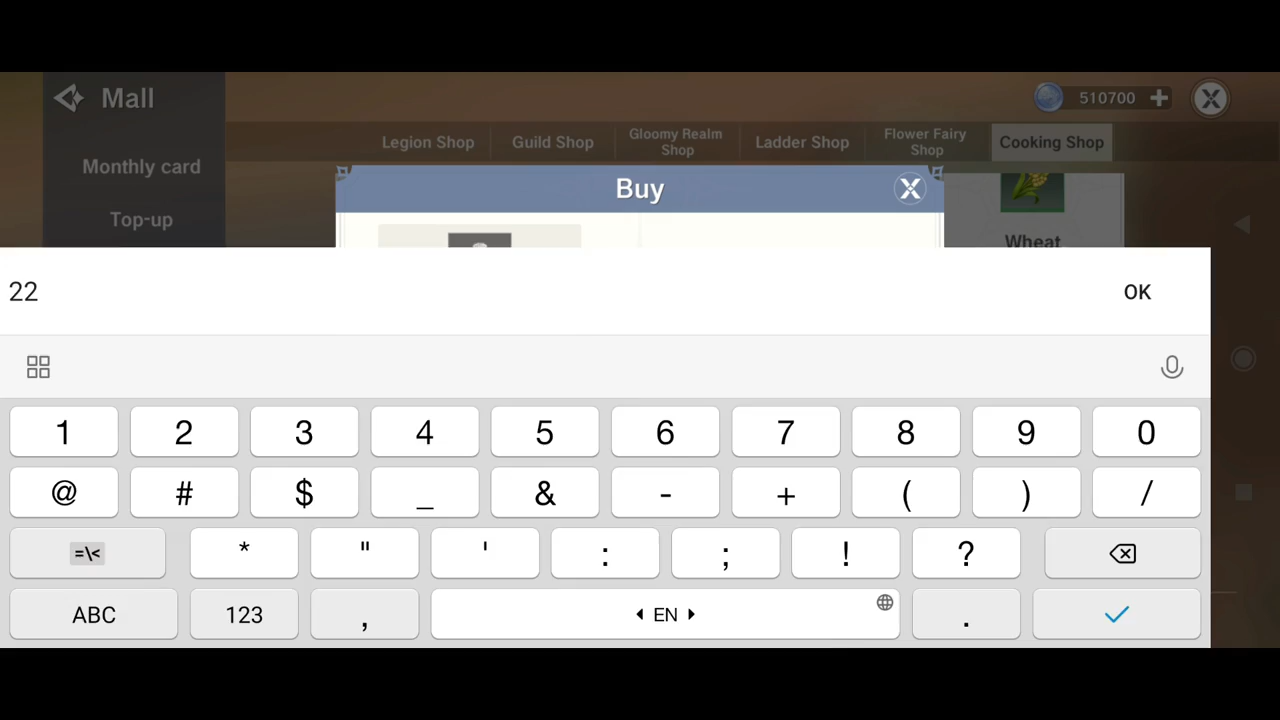 Mall
510700
Legion Shop
Guild Shop
Gloomy Realm
Shop
Ladder Shop
Flower Fairy
Shop
Cooking Shop
Monthly card
Top-up
Buy
Wheat
22
OK
1 2 3 4 5 6 7 8 9 0
@ # $ _ & - + ( ) /
=\< * " ' : ; ! ?
ABC 123 , EN .